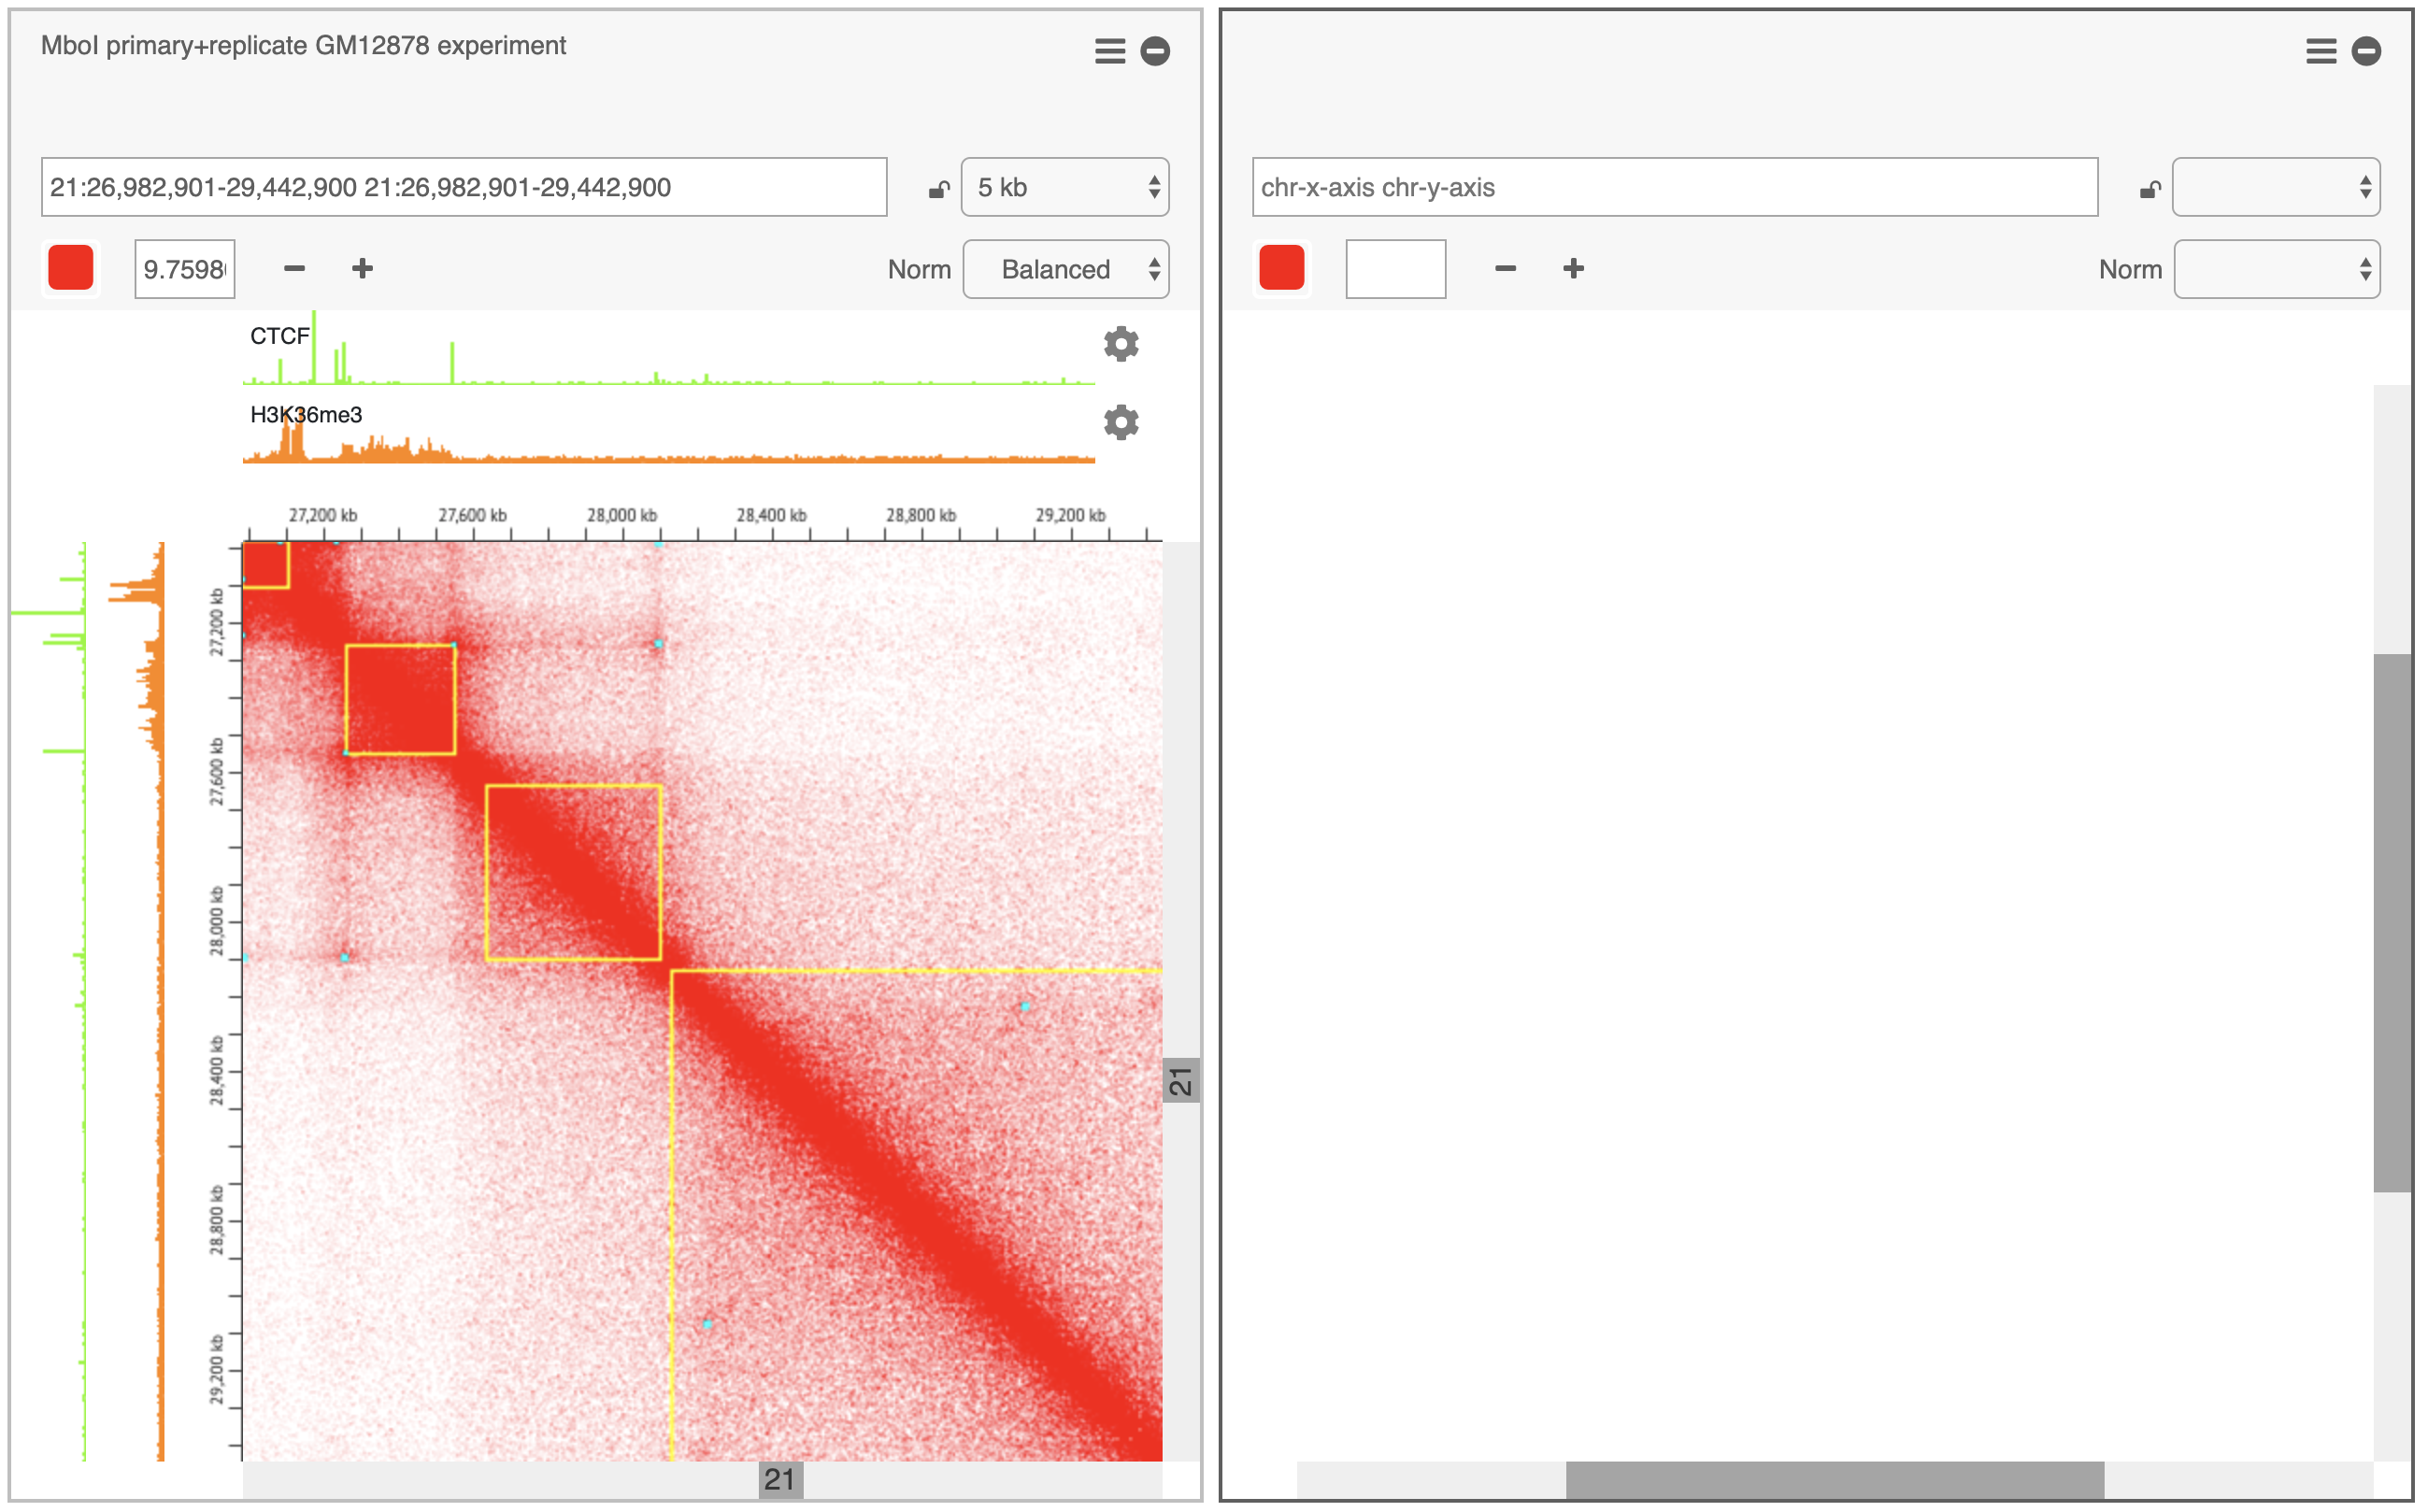 MboI primary+replicate GM12878 experiment
21:26,982,901-29,442,900 21:26,982,901-29,442,900
5 kb
9.7598
Norm
Balanced
CTCF
H3K36me3
27,200 kb 27,600 kb 28,000 kb 28,400 kb 28,800 kb 29,200 kb
27,200 kb
27,600 kb
28,000 kb
28,400 kb
28,800 kb
29,200 kb
21
21
chr-x-axis chr-y-axis
Norm